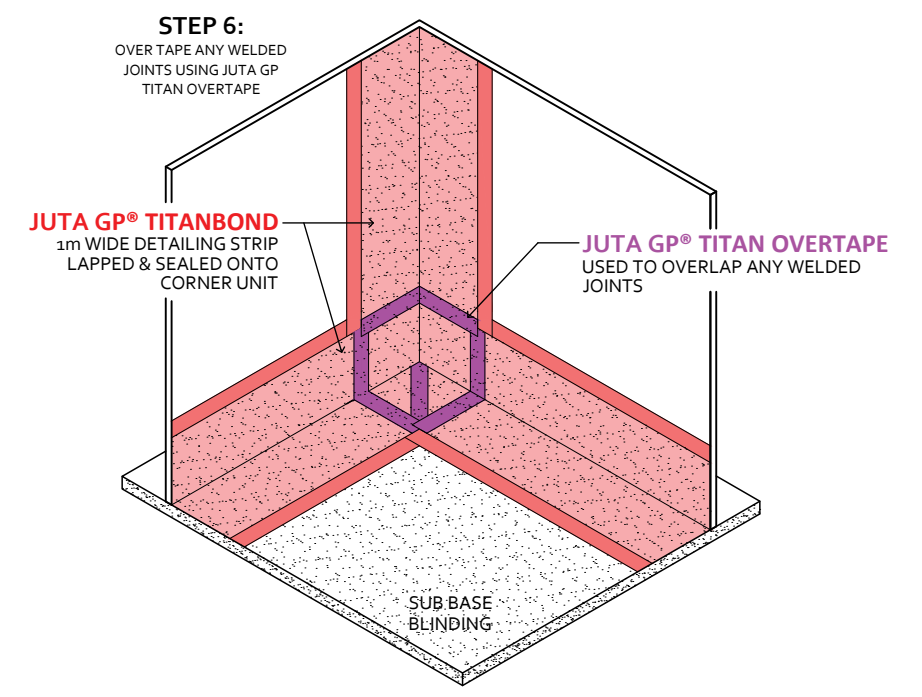 STEP 6:
OVER TAPE ANY WELDED
JOINTS USING JUTA GP
TITAN OVERTAPE
JUTA GP® TITANBOND
1m WIDE DETAILING STRIP
LAPPED & SEALED ONTO
CORNER UNIT
JUTA GP® TITAN OVERTAPE
USED TO OVERLAP ANY WELDED
JOINTS
SUB BASE
BLINDING